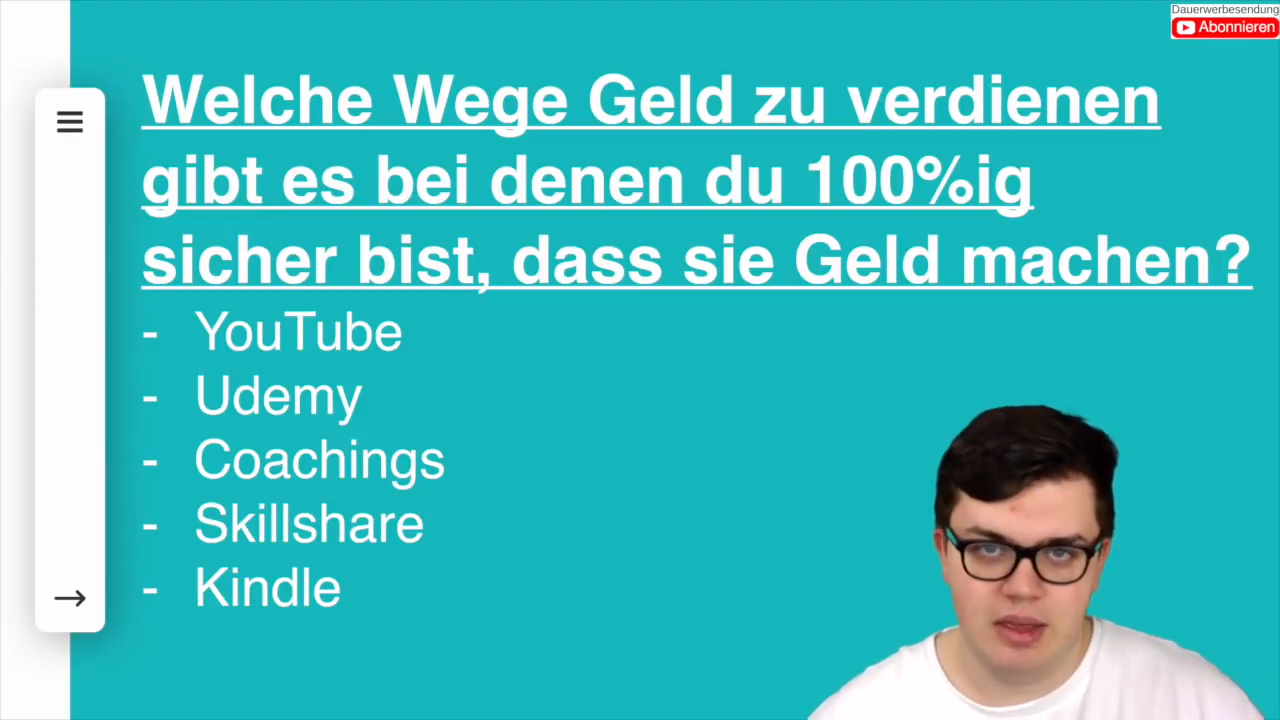 Dauerwerbesendung
Abonnieren
Welche Wege Geld zu verdienen
gibt es bei denen du 100%ig
sicher bist, dass sie Geld machen?
- YouTube
- Udemy
- Coachings
- Skillshare
- Kindle